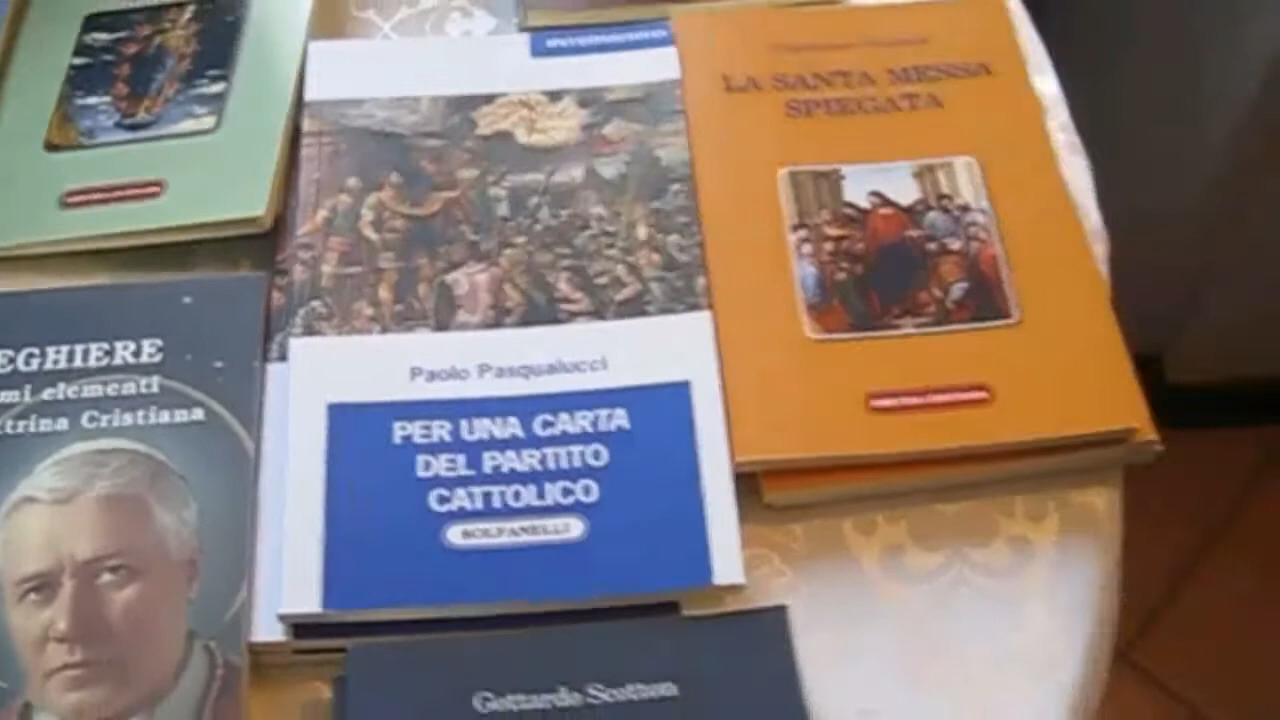 LA SANTA MESSA
SPIEGATA
EGHIERE
mi elementi
ttrina Cristiana
Paolo Pasqualucci
PER UNA CARTA
DEL PARTITO
CATTOLICO
SOLFANELLI
Gottardo Scotton